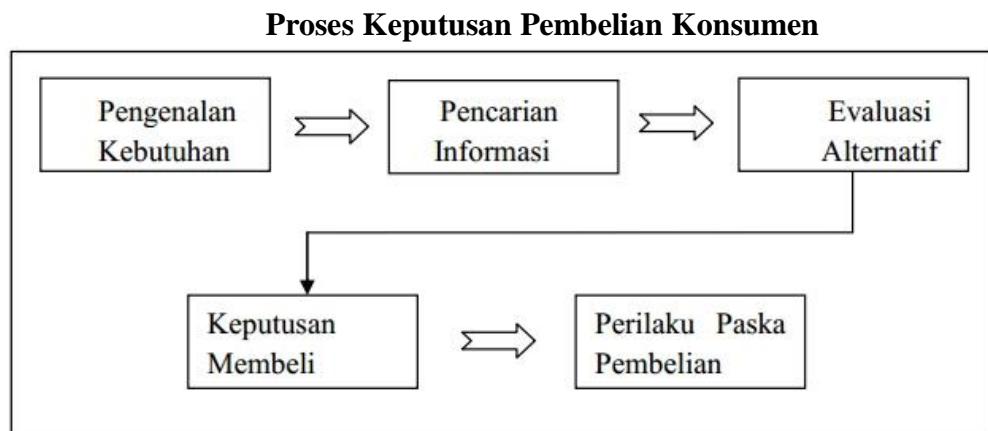 Proses Keputusan Pembelian Konsumen
Pengenalan
Kebutuhan
Pencarian
Informasi
Evaluasi
Alternatif
Keputusan
Membeli
Perilaku Paska
Pembelian